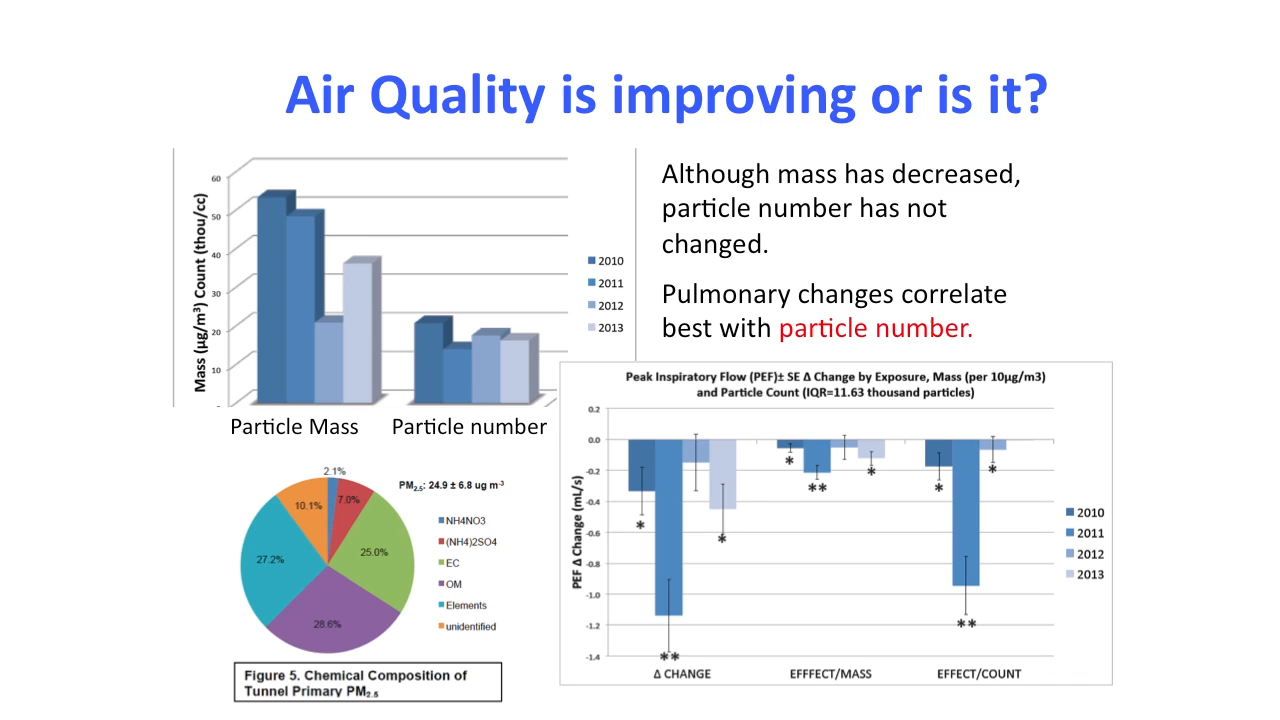 Air Quality is improving or is it?
Mass (µg/m³) Count (thou/cc)
60
50
40
30
20
10
2010
2011
2012
2013
Particle Mass
Particle number
Although mass has decreased,
particle number has not
changed.
Pulmonary changes correlate
best with particle number.
2.1%
7.0%
25.0%
28.6%
27.2%
10.1%
PM2.5: 24.9 ± 6.8 ug m-3
NH4NO3
(NH4)2SO4
EC
OM
Elements
unidentified
Figure 5. Chemical Composition of
Tunnel Primary PM2.5
Peak Inspiratory Flow (PEF)± SE Δ Change by Exposure, Mass (per 10µg/m3)
and Particle Count (IQR=11.63 thousand particles)
PEF Δ Change (mL/s)
0.2
0.0
-0.2
-0.4
-0.6
-0.8
-1.0
-1.2
-1.4
*
**
*
*
**
*
*
**
*
Δ CHANGE
EFFFECT/MASS
EFFECT/COUNT
2010
2011
2012
2013